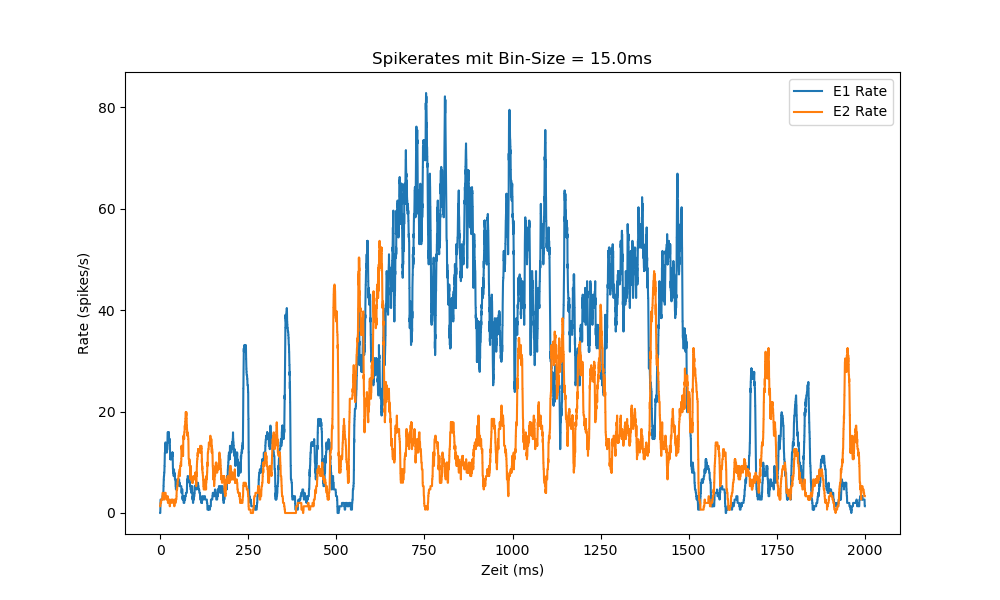 Spikerates mit Bin-Size = 15.0ms
E1 Rate
E2 Rate
Rate (spikes/s)
80
60
40
20
0
0 250 500 750 1000 1250 1500 1750 2000
Zeit (ms)